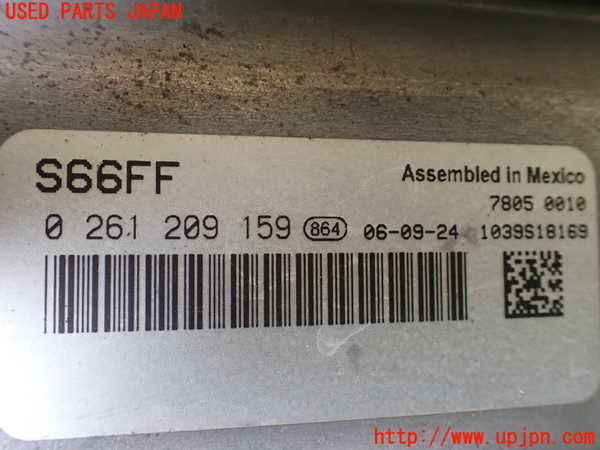 USED PARTS JAPAN
S66FF
Assembled in Mexico
7805 0010
0 261 209 159 864 06-09-24 1039S18169
http://www.upjpn.com/